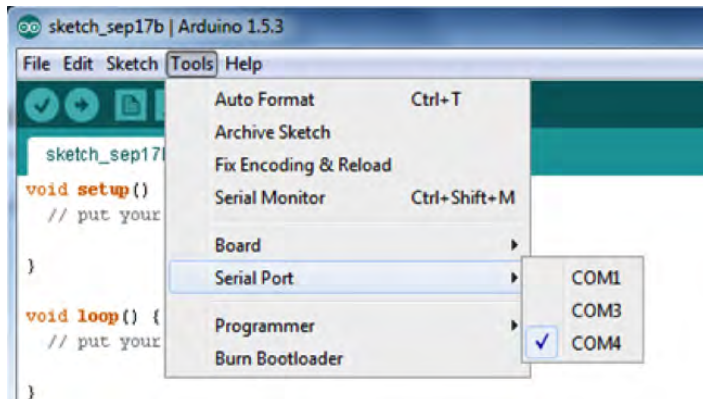 sketch_sep17b | Arduino 1.5.3
File Edit Sketch Tools Help
Auto Format Ctrl+T
Archive Sketch
sketch_sep17b
Fix Encoding & Reload
Serial Monitor Ctrl+Shift+M
Board
Serial Port
Programmer
Burn Bootloader
COM1
COM3
COM4
void setup()
// put your
}
void loop() {
// put your
}